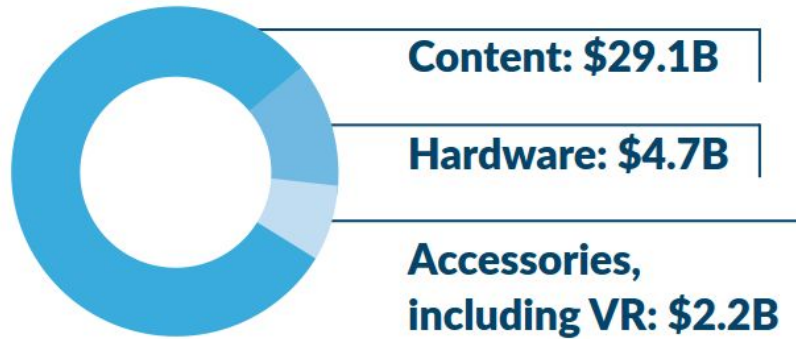 Content: $29.1B
Hardware: $4.7B
Accessories,
including VR: $2.2B